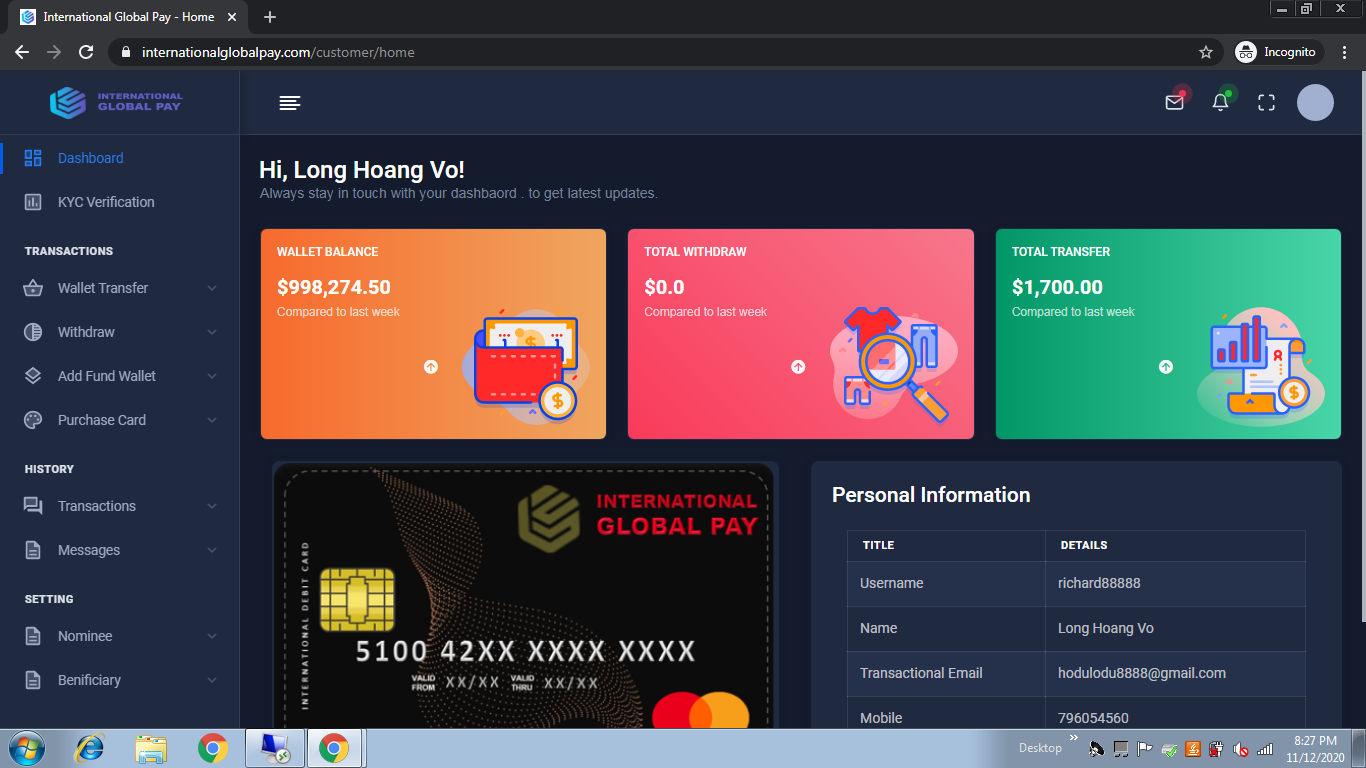 International Global Pay - Home
internationalglobalpay.com/customer/home
Incognito
INTERNATIONAL
GLOBAL PAY
Dashboard
KYC Verification
TRANSACTIONS
Wallet Transfer
Withdraw
Add Fund Wallet
Purchase Card
HISTORY
Transactions
Messages
SETTING
Nominee
Benificiary
Hi, Long Hoang Vo!
Always stay in touch with your dashbaord . to get latest updates.
WALLET BALANCE
$998,274.50
Compared to last week
TOTAL WITHDRAW
$0.0
Compared to last week
TOTAL TRANSFER
$1,700.00
Compared to last week
INTERNATIONAL
GLOBAL PAY
INTERNATIONAL DEBIT CARD
5100 42XX XXXX XXXX
VALID FROM XX/XX VALID THRU XX/XX
Personal Information
TITLE DETAILS
Username richard88888
Name Long Hoang Vo
Transactional Email hodulodu8888@gmail.com
Mobile 796054560
Desktop
8:27 PM
11/12/2020